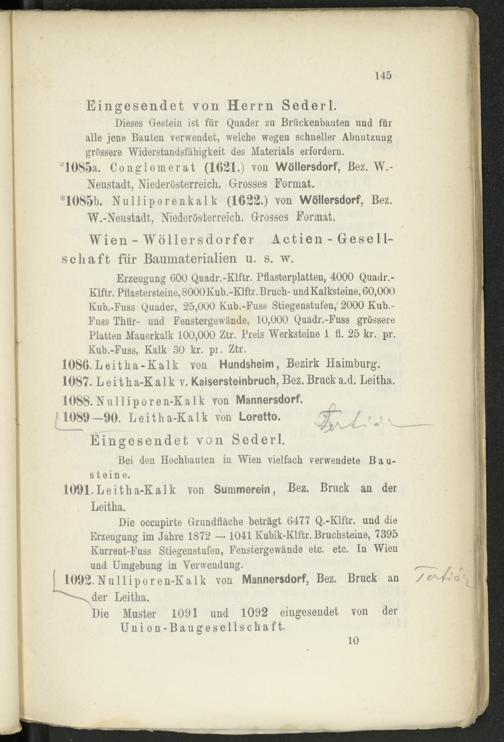 145
Eingesendet von Herrn Sederl.
Dieses Gestein ist für Quader zu Brückenbauten und für
alle jene Bauten verwendet, welche wegen schneller Abnutzung
grössere Widerstandsfähigkeit des Materials erfordern.
*1085a. Conglomerat (1621.) von Wöllersdorf, Bez. W.-
Neustadt, Niederösterreich. Grosses Format.
*1085b. Nulliporenkalk (1622.) von Wöllersdorf, Bez.
W.-Neustadt, Niederösterreich. Grosses Format.
Wien-Wöllersdorfer Actien-Gesell-
schaft für Baumaterialien u. s. w.
Erzeugung 600 Quadr.-Klftr. Pflasterplatten, 4000 Quadr.-
Klftr. Pflastersteine, 8000 Kub.-Klftr. Bruch- und Kalksteine, 60,000
Kub.-Fuss Quader, 25,000 Kub.-Fuss Stiegenstufen, 2000 Kub.-
Fuss Thür- und Fenstergewände, 10,000 Quadr.-Fuss grössere
Platten Mauerkalk 100,000 Ztr. Preis Werksteine 1 fl. 25 kr. pr.
Kub.-Fuss, Kalk 30 kr. pr. Ztr.
1086. Leitha-Kalk von Hundsheim, Bezirk Haimburg.
1087. Leitha-Kalk v. Kaisersteinbruch, Bez. Bruck a.d. Leitha.
1088. Nulliporen-Kalk von Mannersdorf.
1089—90. Leitha-Kalk von Loretto. Tertiär
Eingesendet von Sederl.
Bei den Hochbauten in Wien vielfach verwendete Bau-
steine.
1091. Leitha-Kalk von Summerein, Bez. Bruck an der
Leitha.
Die occupirte Grundfläche beträgt 6477 Q.-Klftr. und die
Erzeugung im Jahre 1872 — 1041 Kubik-Klftr. Bruchsteine, 7395
Kurrent-Fuss Stiegenstufen, Fenstergewände etc. etc. In Wien
und Umgebung in Verwendung.
1092. Nulliporen-Kalk von Mannersdorf, Bez. Bruck an Tertiär
der Leitha.
Die Muster 1091 und 1092 eingesendet von der
Union-Baugesellschaft.
10